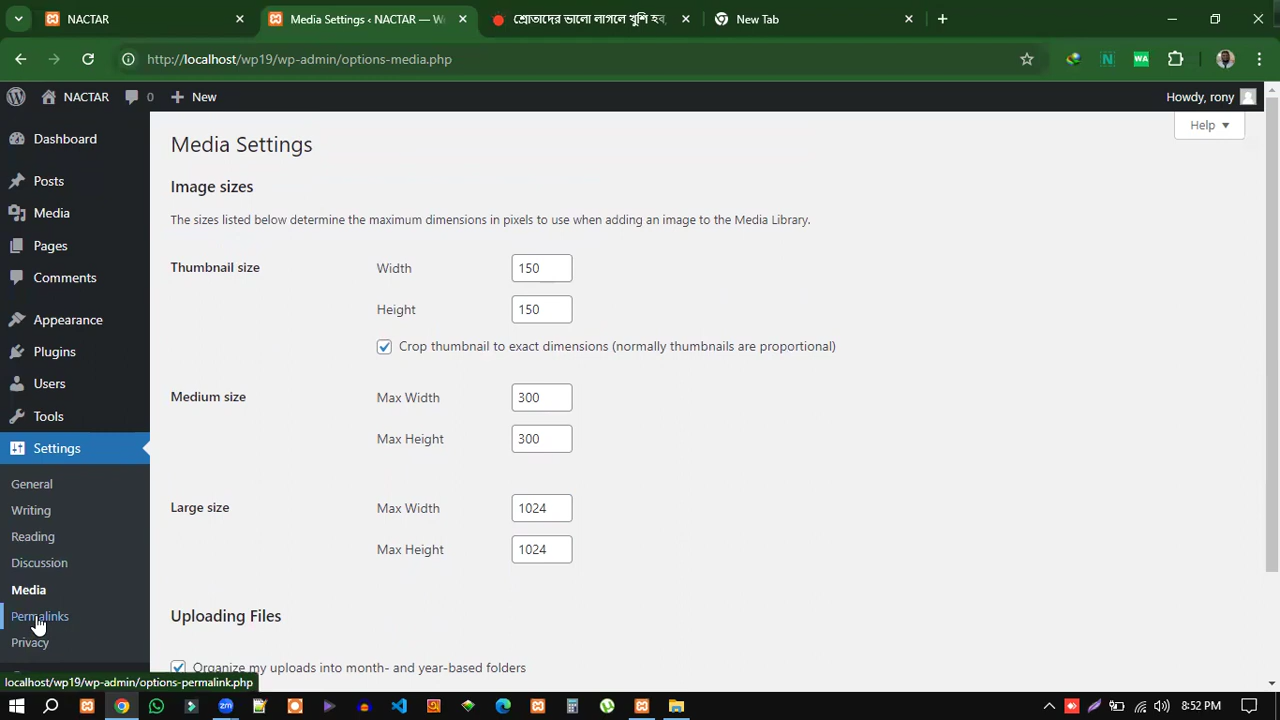 NACTAR
Media Settings ‹ NACTAR — W
শ্রোতাদের ভালো লাগলে খুশি হব,
New Tab
http://localhost/wp19/wp-admin/options-media.php
N
WA
NACTAR
0
New
Howdy, rony
Help
Dashboard
Posts
Media
Pages
Comments
Appearance
Plugins
Users
Tools
Settings
General
Writing
Reading
Discussion
Media
Permalinks
Privacy
Media Settings
Image sizes
The sizes listed below determine the maximum dimensions in pixels to use when adding an image to the Media Library.
Thumbnail size
Width 150
Height 150
Crop thumbnail to exact dimensions (normally thumbnails are proportional)
Medium size
Max Width 300
Max Height 300
Large size
Max Width 1024
Max Height 1024
Uploading Files
Organize my uploads into month- and year-based folders
localhost/wp19/wp-admin/options-permalink.php
zm
8:52 PM